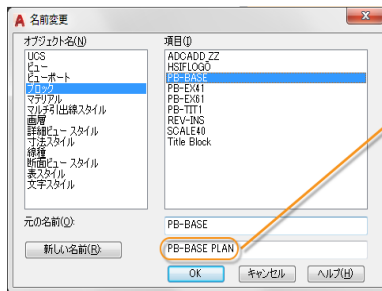 名前変更
オブジェクト名(N)
UCS
ビュー
ビューポート
ブロック
マテリアル
マルチ引出線スタイル
画層
詳細ビュー スタイル
寸法スタイル
線種
断面ビュー スタイル
表スタイル
文字スタイル
項目(I)
ADCADD_ZZ
HSIFLOGO
PB-BASE
PB-EX41
PB-EX61
PB-TIT1
REV-INS
SCALE40
Title Block
元の名前(O):
PB-BASE
新しい名前(R):
PB-BASE PLAN
OK
キャンセル
ヘルプ(H)